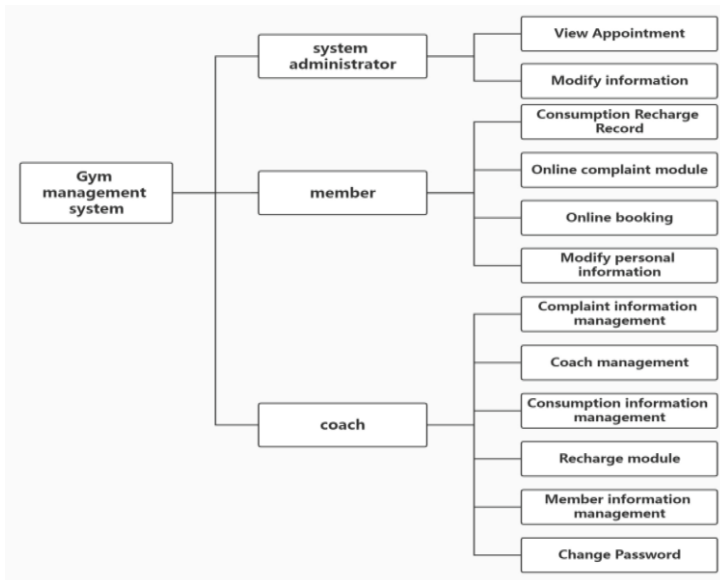 Gym
management
system
system
administrator
View Appointment
Modify information
member
Consumption Recharge
Record
Online complaint module
Online booking
Modify personal
information
coach
Complaint information
management
Coach management
Consumption information
management
Recharge module
Member information
management
Change Password